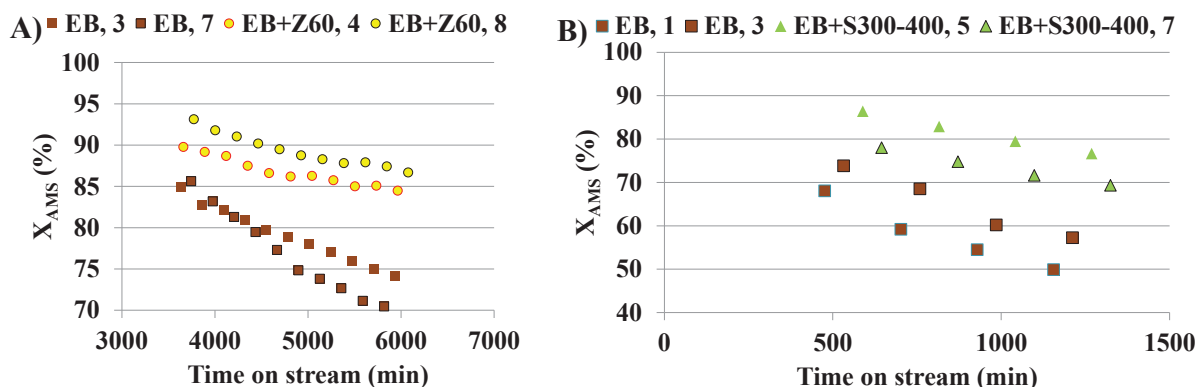 A) EB, 3 EB, 7 EB+Z60, 4 EB+Z60, 8
100
95
90
85
80
75
70
X_AMS (%)
3000 4000 5000 6000 7000
Time on stream (min)
B) EB, 1 EB, 3 EB+S300-400, 5 EB+S300-400, 7
100
90
80
70
60
50
40
X_AMS (%)
0 500 1000 1500
Time on stream (min)